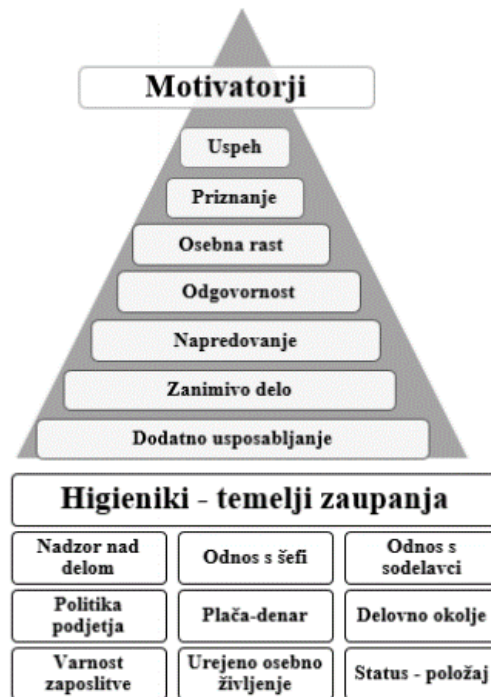 Motivatorji
Uspeh
Priznanje
Osebna rast
Odgovornost
Napredovanje
Zanimivo delo
Dodatno usposabljanje
Higieniki - temelji zaupanja
Nadzor nad
delom
Odnos s šefi
Odnos s
sodelavci
Politika
podjetja
Plača-denar
Delovno okolje
Varnost
zaposlitve
Urejeno osebno
življenje
Status - položaj